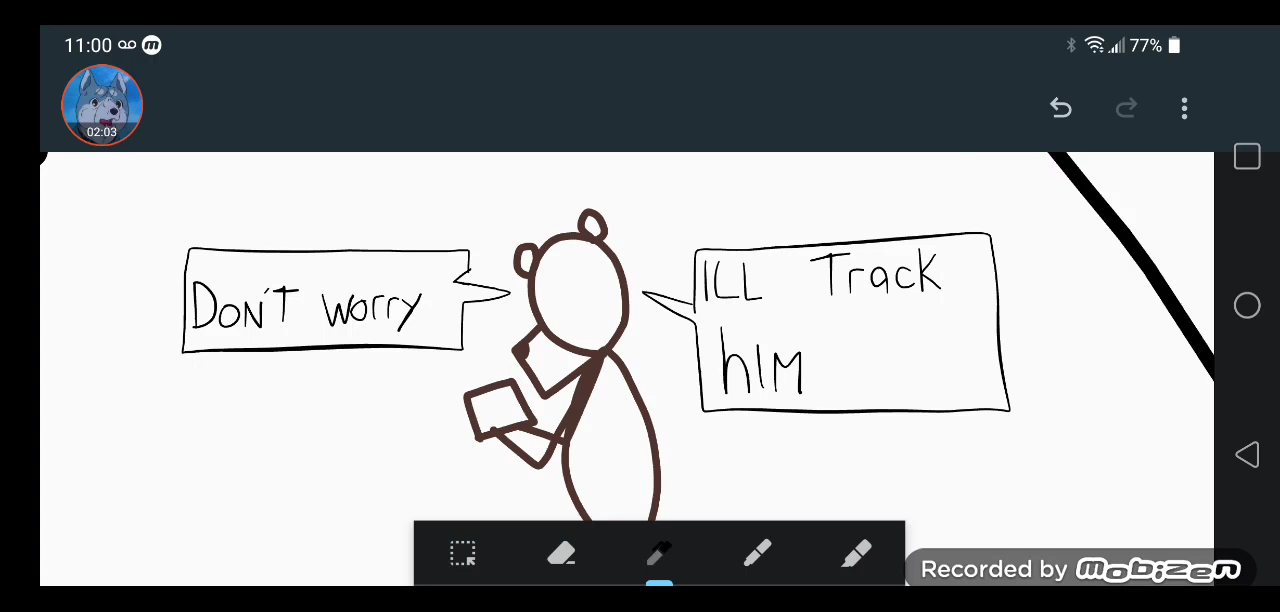 11:00
77%
02:03
DON'T worry
ILL Track
hIM
Recorded by mobizen